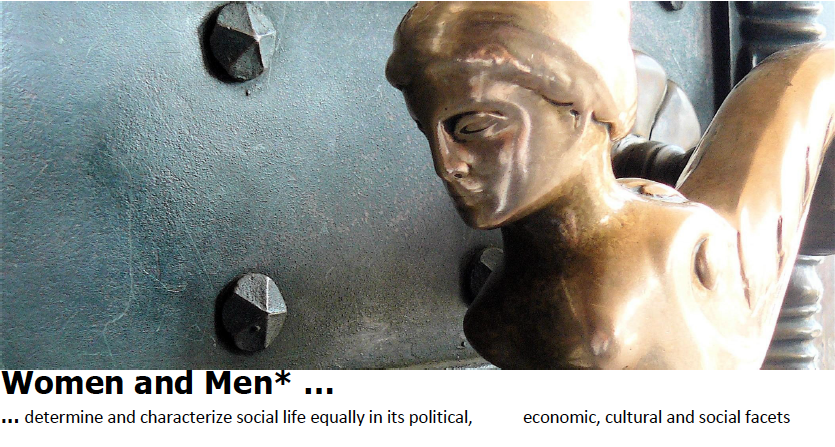 Women and Men* ...
... determine and characterize social life equally in its political, economic, cultural and social facets